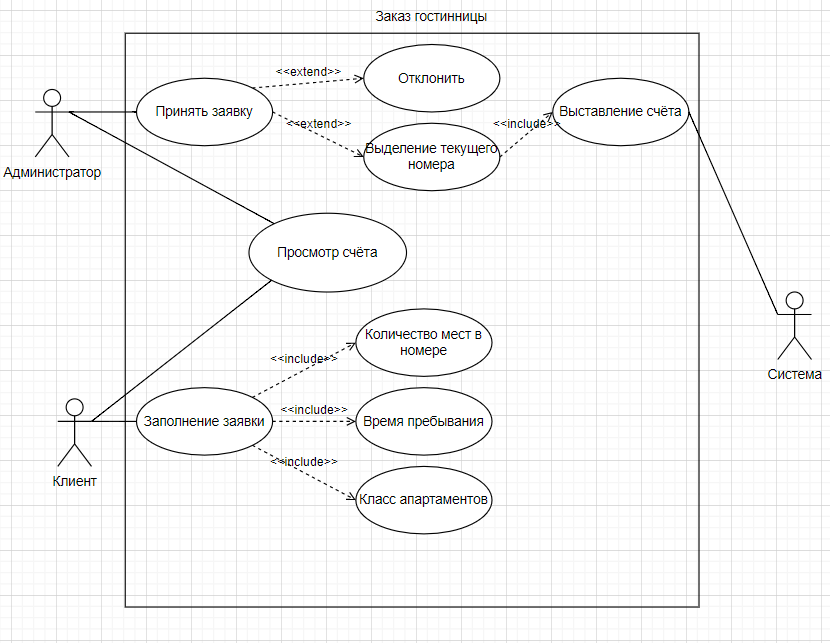 Заказ гостинницы
<<extend>>
Отклонить
Принять заявку
Выставление счёта
<<extend>>
<<include>>
Выделение текущего
номера
Администратор
Просмотр счёта
Количество мест в
номере
<<include>>
Система
<<include>>
Заполнение заявки
Время пребывания
<<include>>
Клиент
Класс апартаментов